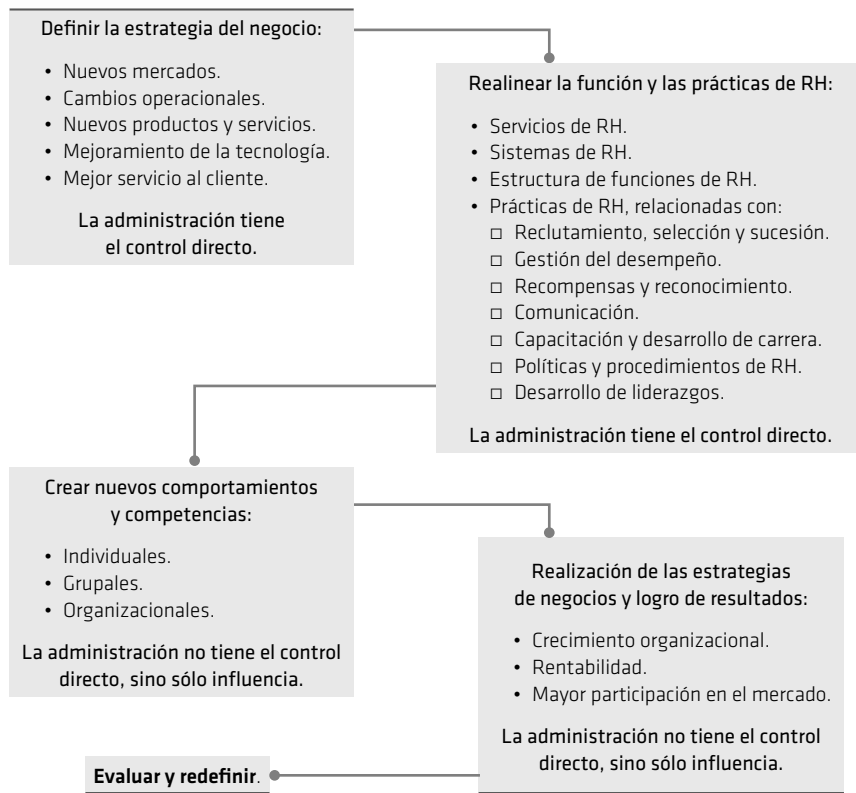 Definir la estrategia del negocio:
• Nuevos mercados.
• Cambios operacionales.
• Nuevos productos y servicios.
• Mejoramiento de la tecnología.
• Mejor servicio al cliente.
La administración tiene
el control directo.
Realinear la función y las prácticas de RH:
• Servicios de RH.
• Sistemas de RH.
• Estructura de funciones de RH.
• Prácticas de RH, relacionadas con:
□ Reclutamiento, selección y sucesión.
□ Gestión del desempeño.
□ Recompensas y reconocimiento.
□ Comunicación.
□ Capacitación y desarrollo de carrera.
□ Políticas y procedimientos de RH.
□ Desarrollo de liderazgos.
La administración tiene el control directo.
Crear nuevos comportamientos
y competencias:
• Individuales.
• Grupales.
• Organizacionales.
La administración no tiene el control
directo, sino sólo influencia.
Realización de las estrategias
de negocios y logro de resultados:
• Crecimiento organizacional.
• Rentabilidad.
• Mayor participación en el mercado.
La administración no tiene el control
directo, sino sólo influencia.
Evaluar y redefinir.